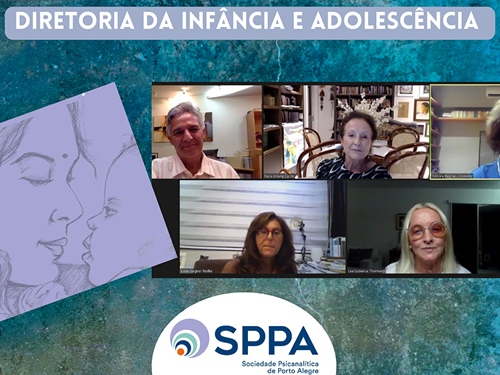 DIRETORIA DA INFÂNCIA E ADOLESCÊNCIA
SPPA
Sociedade Psicanalítica
de Porto Alegre